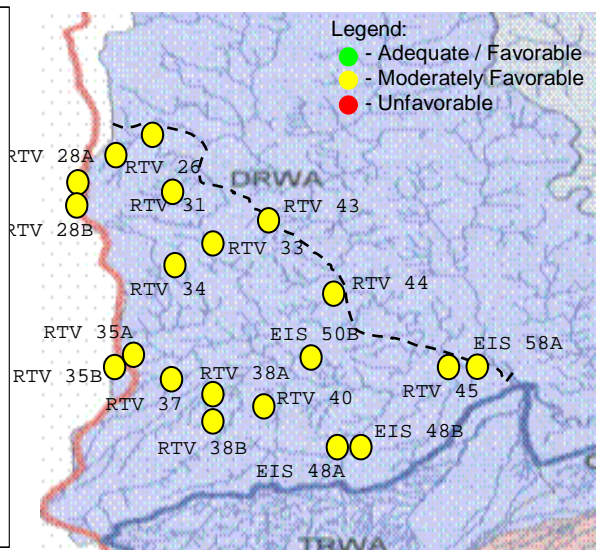 Legend:
- Adequate / Favorable
- Moderately Favorable
- Unfavorable
RTV 28A
RTV 26
DRWA
RTV 31
RTV 43
RTV 28B
RTV 33
RTV 34
RTV 44
RTV 35A
EIS 50B
EIS 58A
RTV 35B
RTV 38A
RTV 37
RTV 40
RTV 45
EIS 48B
RTV 38B
EIS 48A
TRWA